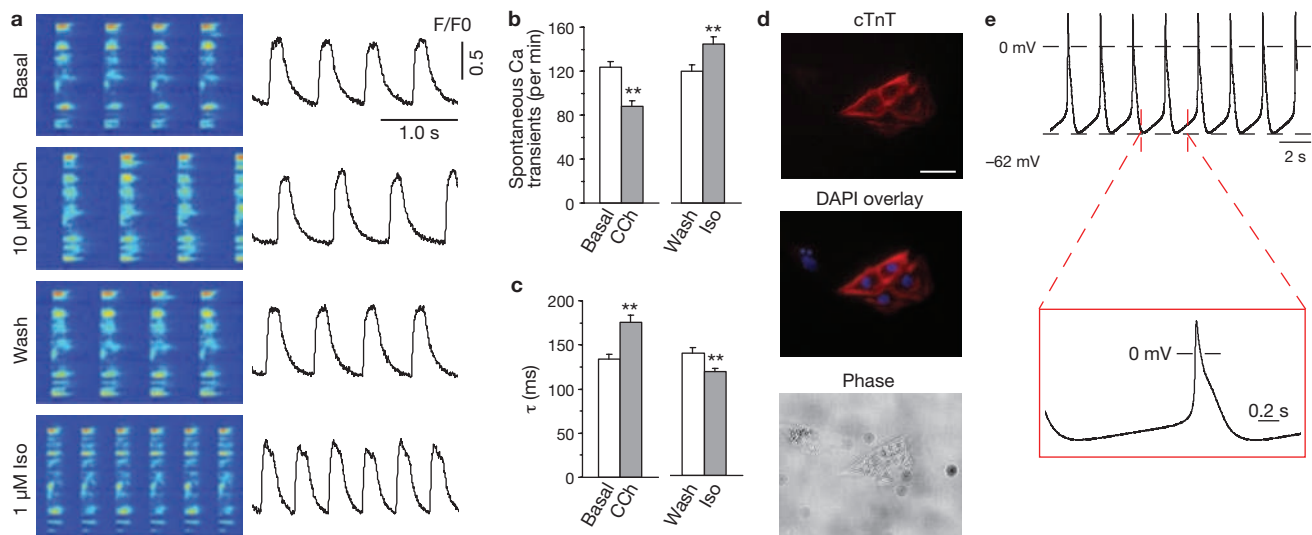 a
Basal
10 µM CCh
Wash
1 µM Iso
F/F0
0.5
1.0 s
b
Spontaneous Ca
transients (per min)
160
120
80
40
0
Basal
CCh
Wash
Iso
**
**
c
τ (ms)
200
150
100
50
0
Basal
CCh
Wash
Iso
**
**
d
cTnT
DAPI overlay
Phase
e
0 mV
–62 mV
2 s
0 mV
0.2 s